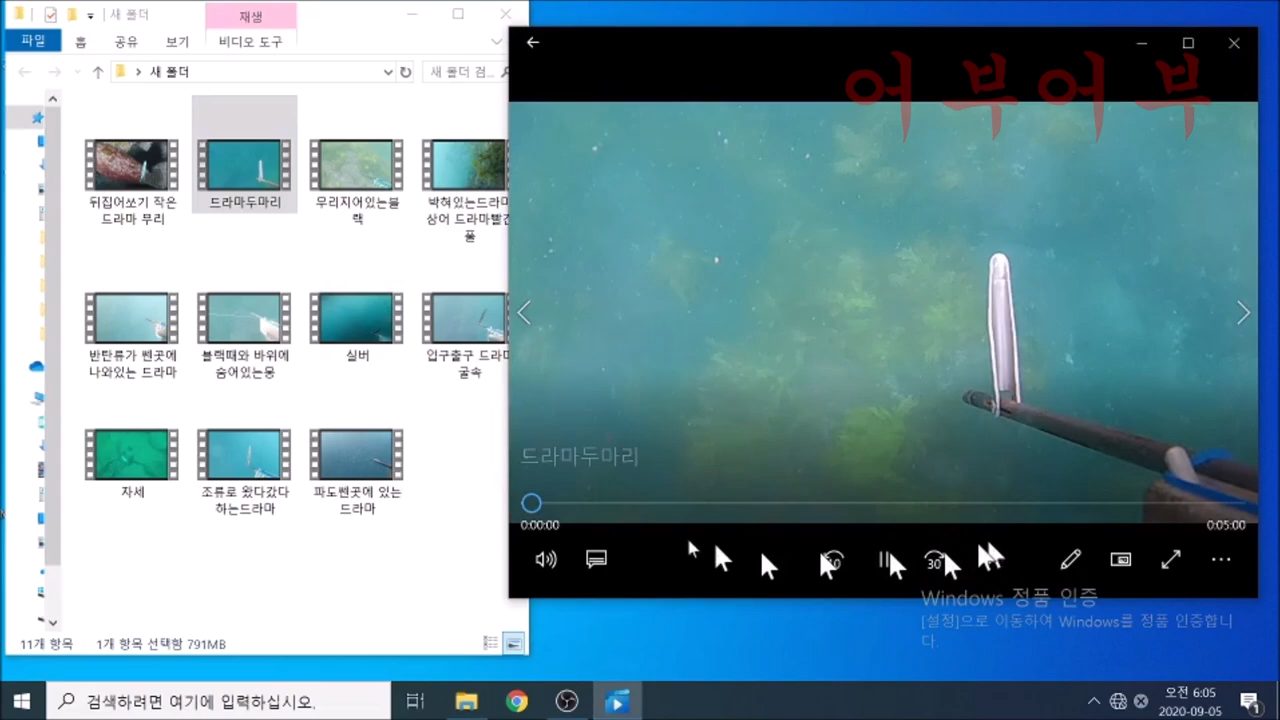 새 폴더
재생
파일
홈
공유
보기
비디오 도구
새 폴더
새 폴더 검...
뒤집어쏘기 작은
드라마 무리
드라마두마리
무리지어있는블
랙
박혀있는드라마
상어 드라마빨간
풀
반탄류가 쎈곳에
나와있는 드라마
블랙때와 바위에
숨어있는뭉
실버
입구출구 드라마
굴속
자세
조류로 왔다갔다
하는드라마
파도쎈곳에 있는
드라마
11개 항목
1개 항목 선택함 791MB
어부어부
드라마두마리
0:00:00
0:05:00
30
Windows 정품 인증
[설정]으로 이동하여 Windows를 정품 인증합니
다.
검색하려면 여기에 입력하십시오.
오전 6:05
2020-09-05
1